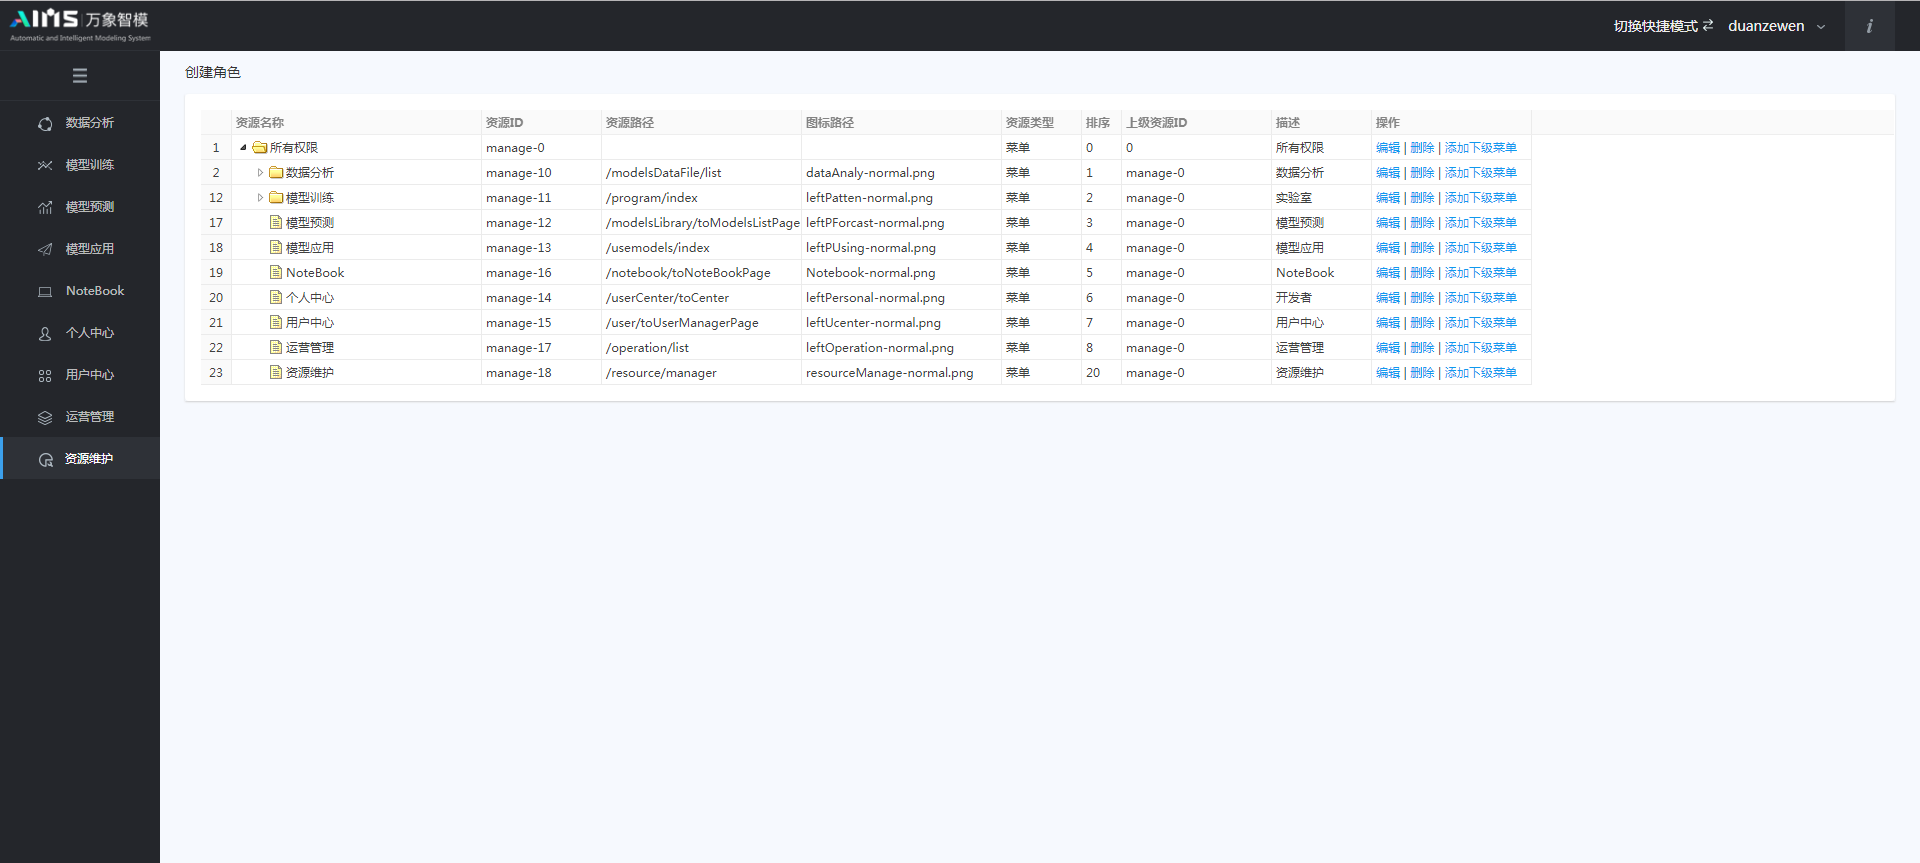 AIMS 万象智模
Automatic and Intelligent Modeling System
切换快捷模式 duanzewen i
数据分析
模型训练
模型预测
模型应用
NoteBook
个人中心
用户中心
运营管理
资源维护
创建角色
资源名称 资源ID 资源路径 图标路径 资源类型 排序 上级资源ID 描述 操作
1 所有权限 manage-0 菜单 0 0 所有权限 编辑 | 删除 | 添加下级菜单
2 数据分析 manage-10 /modelsDataFile/list dataAnaly-normal.png 菜单 1 manage-0 数据分析 编辑 | 删除 | 添加下级菜单
12 模型训练 manage-11 /program/index leftPatten-normal.png 菜单 2 manage-0 实验室 编辑 | 删除 | 添加下级菜单
17 模型预测 manage-12 /modelsLibrary/toModelsListPage leftPForcast-normal.png 菜单 3 manage-0 模型预测 编辑 | 删除 | 添加下级菜单
18 模型应用 manage-13 /usemodels/index leftPUsing-normal.png 菜单 4 manage-0 模型应用 编辑 | 删除 | 添加下级菜单
19 NoteBook manage-16 /notebook/toNoteBookPage Notebook-normal.png 菜单 5 manage-0 NoteBook 编辑 | 删除 | 添加下级菜单
20 个人中心 manage-14 /userCenter/toCenter leftPersonal-normal.png 菜单 6 manage-0 开发者 编辑 | 删除 | 添加下级菜单
21 用户中心 manage-15 /user/toUserManagerPage leftUcenter-normal.png 菜单 7 manage-0 用户中心 编辑 | 删除 | 添加下级菜单
22 运营管理 manage-17 /operation/list leftOperation-normal.png 菜单 8 manage-0 运营管理 编辑 | 删除 | 添加下级菜单
23 资源维护 manage-18 /resource/manager resourceManage-normal.png 菜单 20 manage-0 资源维护 编辑 | 删除 | 添加下级菜单